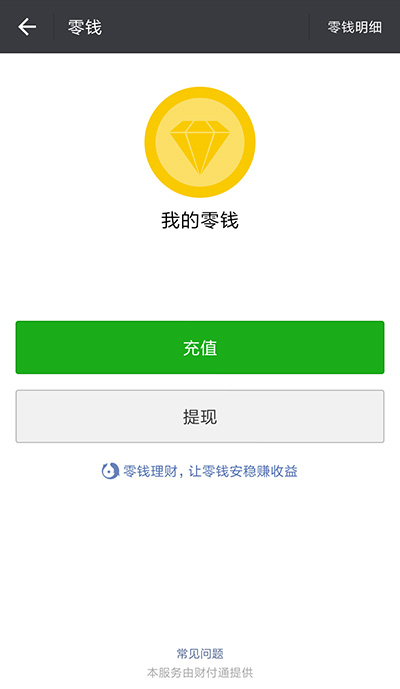 零钱
零钱明细
我的零钱
充值
提现
零钱理财，让零钱安稳赚收益
常见问题
本服务由财付通提供